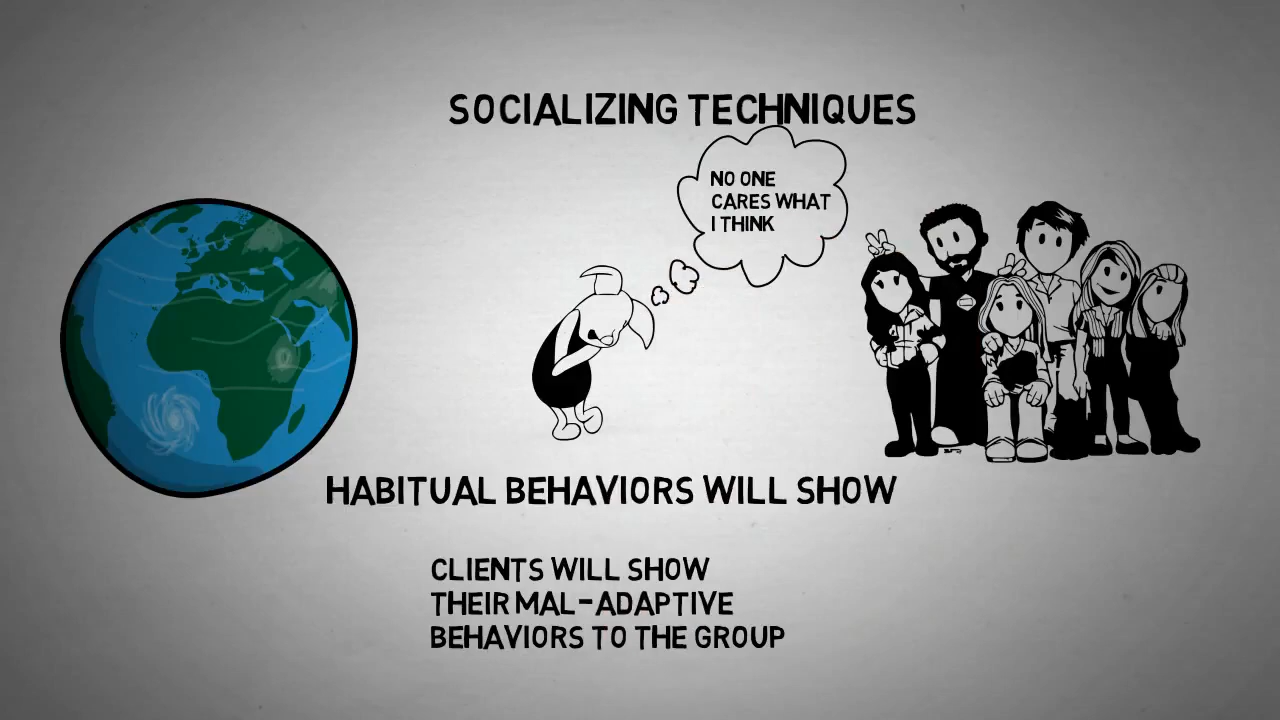 SOCIALIZING TECHNIQUES
NO ONE
CARES WHAT
I THINK
HABITUAL BEHAVIORS WILL SHOW
CLIENTS WILL SHOW
THEIR MAL-ADAPTIVE
BEHAVIORS TO THE GROUP